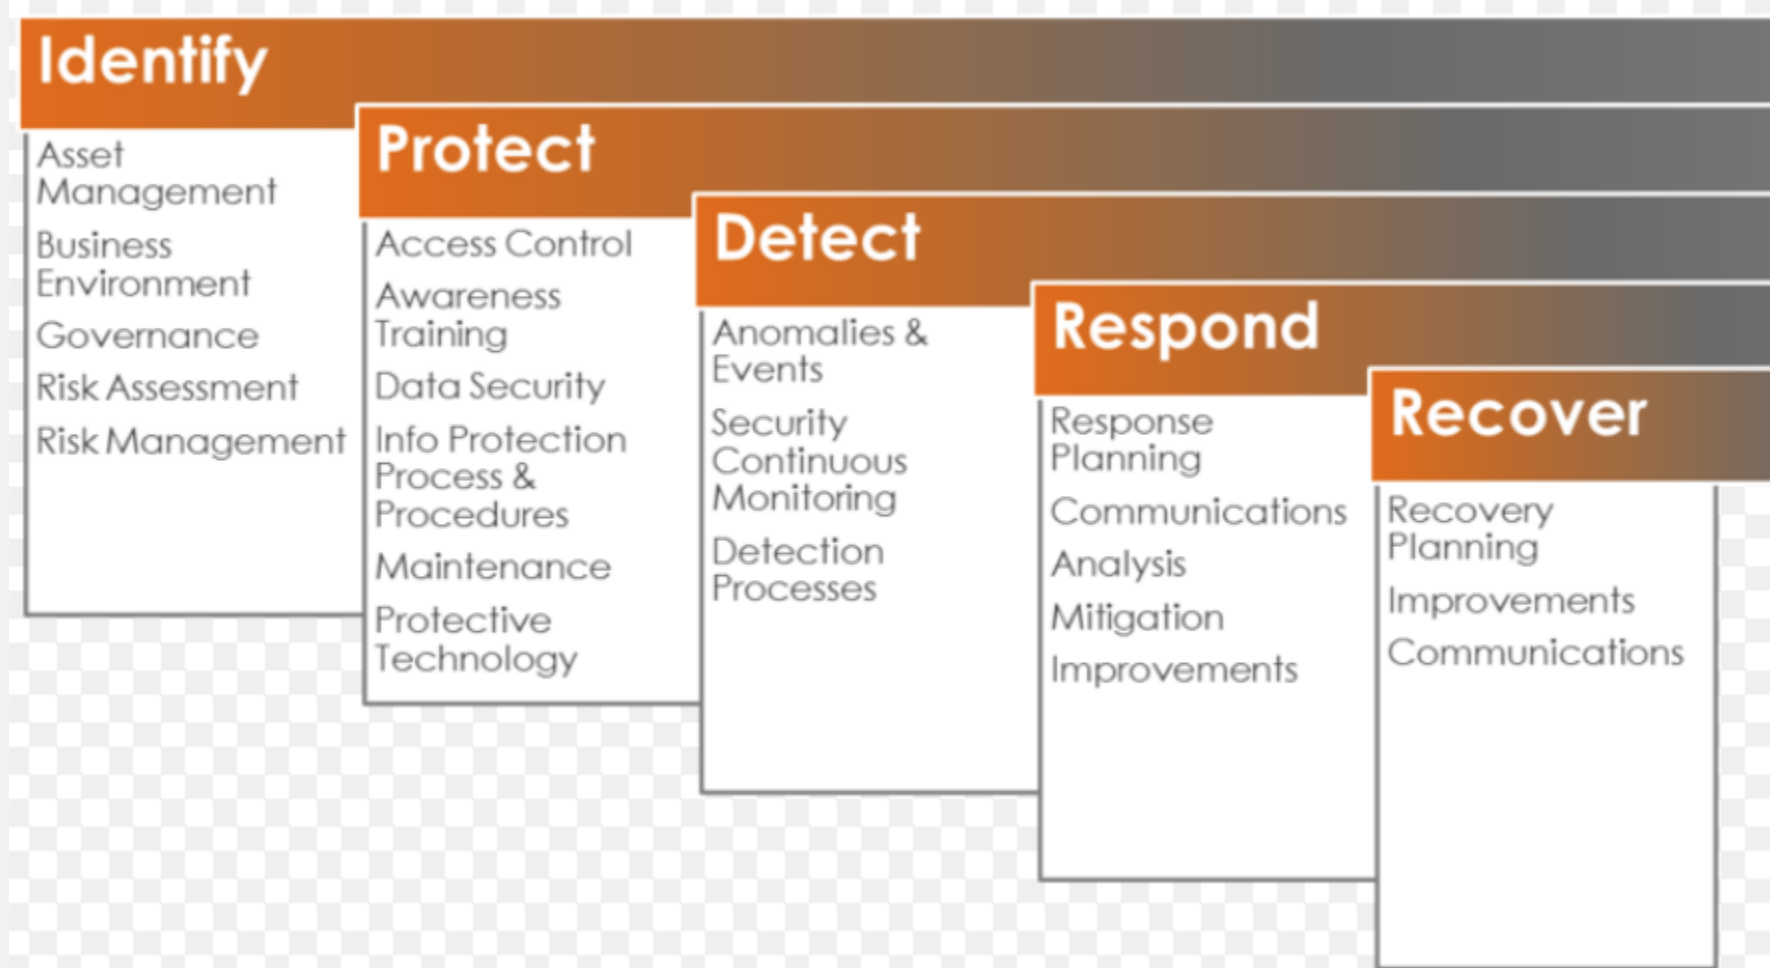 Identify
Asset
Management
Business
Environment
Governance
Risk Assessment
Risk Management
Protect
Access Control
Awareness
Training
Data Security
Info Protection
Process &
Procedures
Maintenance
Protective
Technology
Detect
Anomalies &
Events
Security
Continuous
Monitoring
Detection
Processes
Respond
Response
Planning
Communications
Analysis
Mitigation
Improvements
Recover
Recovery
Planning
Improvements
Communications